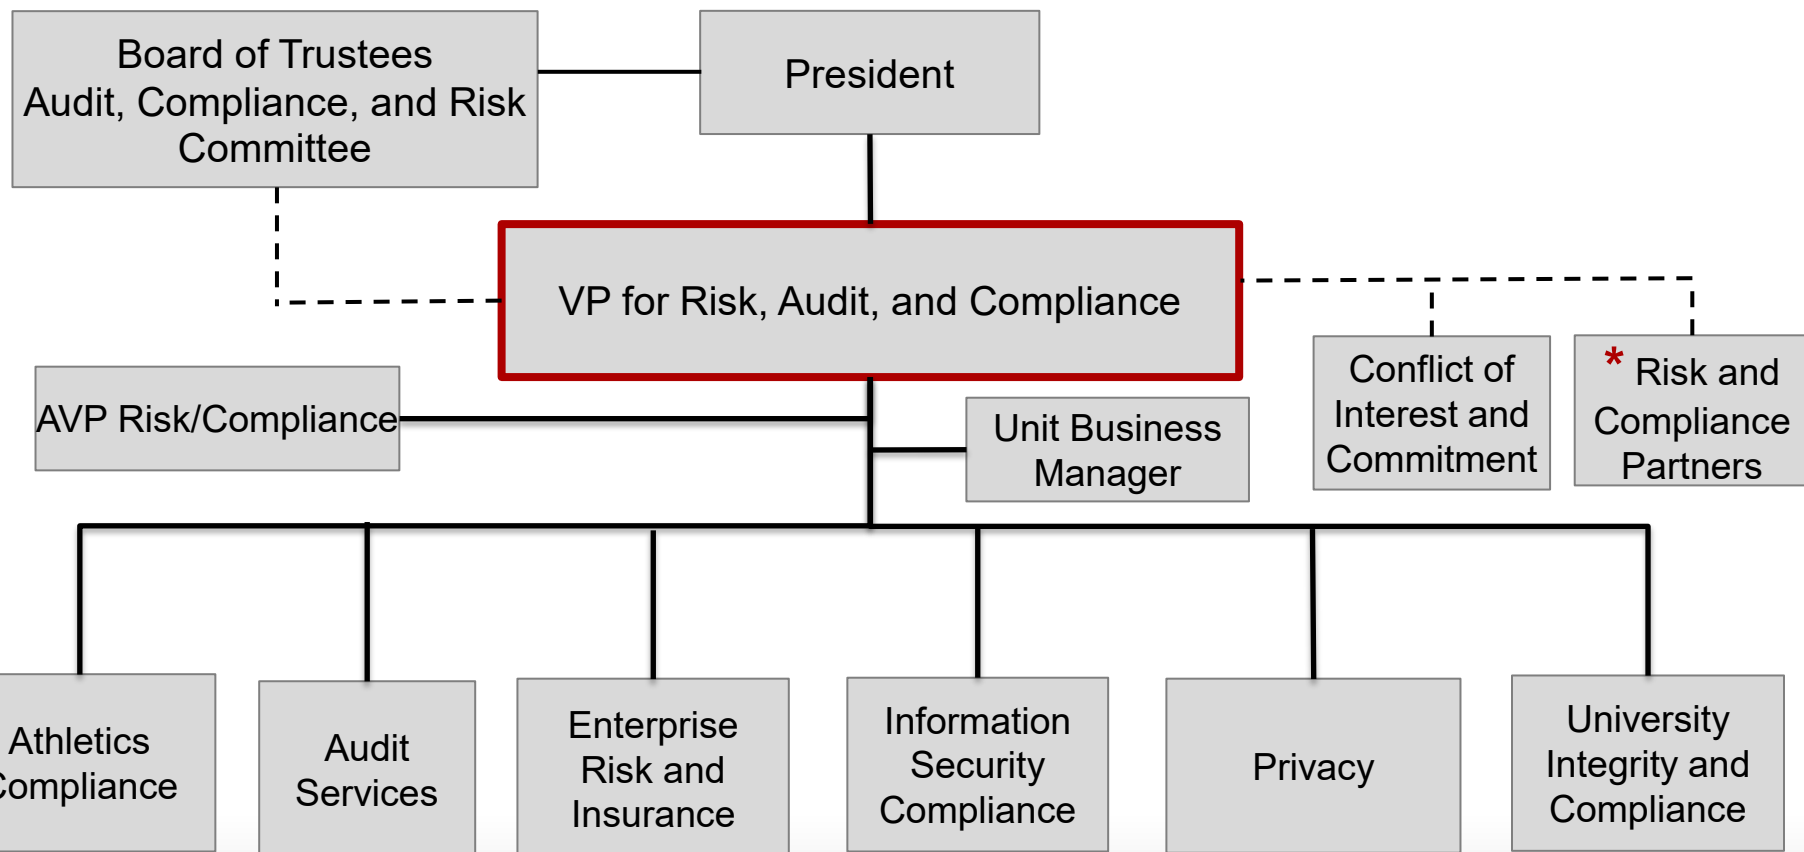 Board of Trustees
Audit, Compliance, and Risk
Committee
President
VP for Risk, Audit, and Compliance
AVP Risk/Compliance
Unit Business
Manager
Conflict of
Interest and
Commitment
* Risk and
Compliance
Partners
Athletics
Compliance
Audit
Services
Enterprise
Risk and
Insurance
Information
Security
Compliance
Privacy
University
Integrity and
Compliance